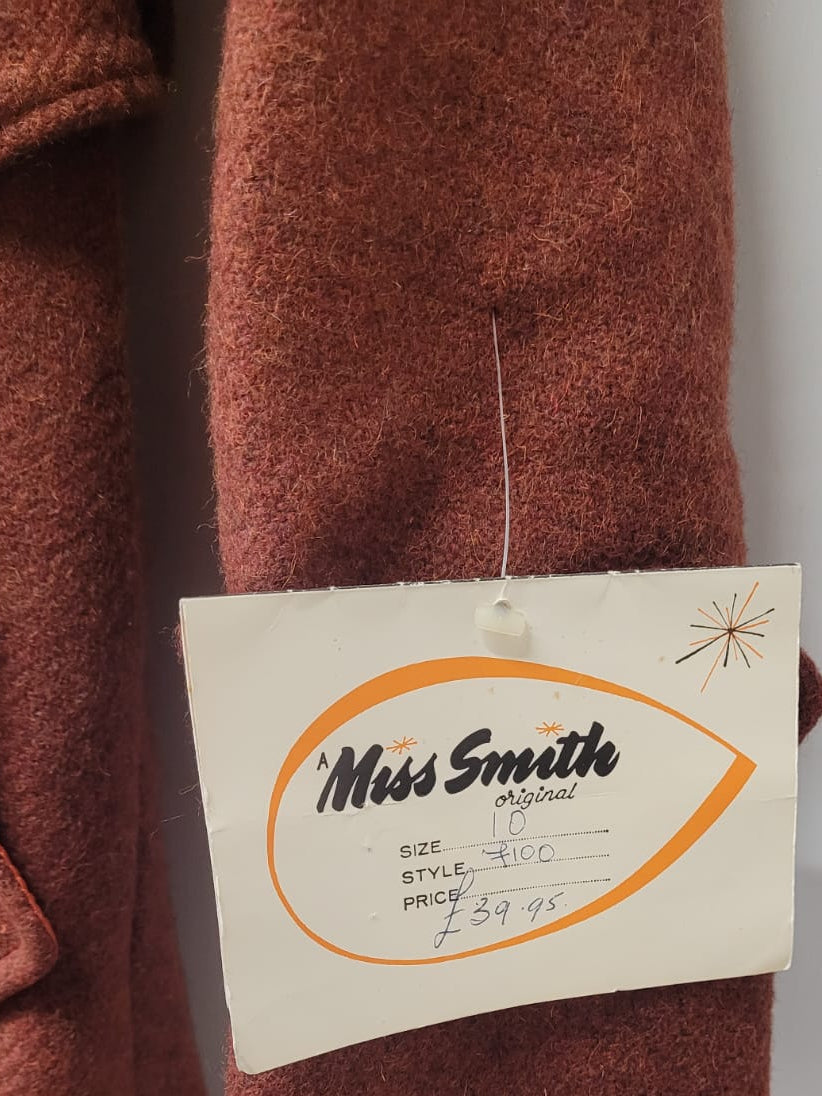 A Miss Smith
original
SIZE 10
STYLE 7100
PRICE £39.95